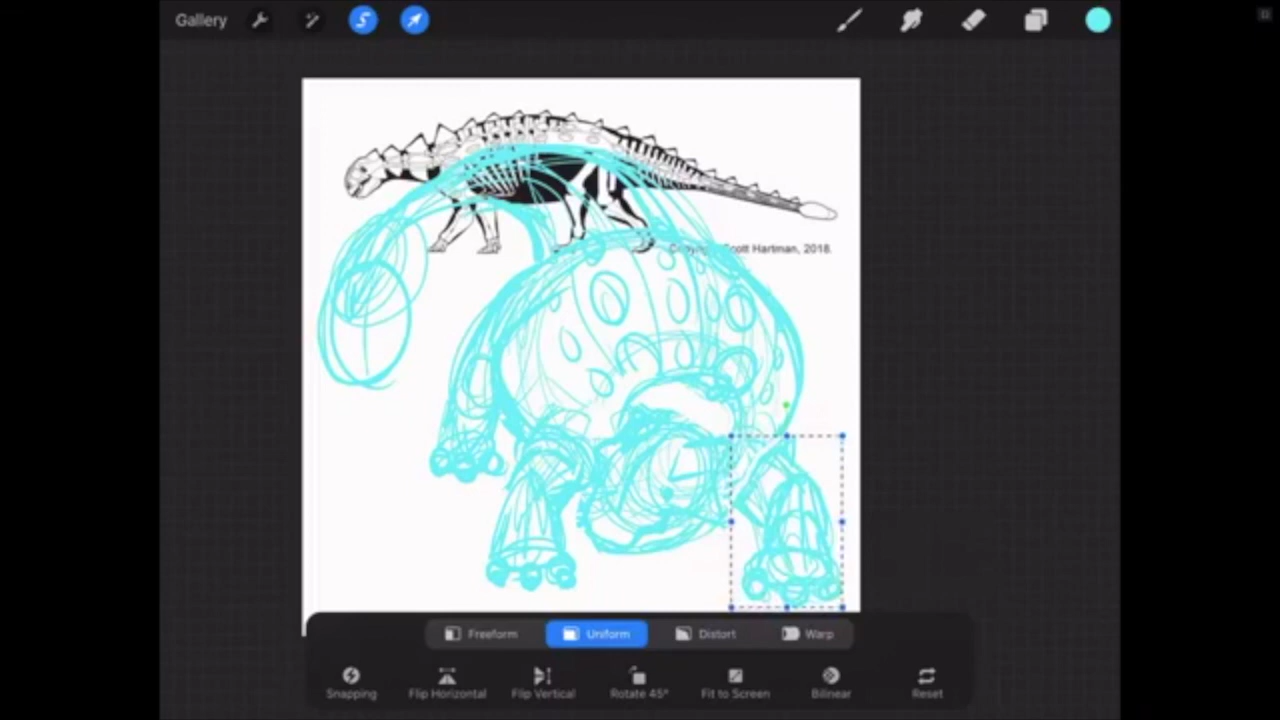 Gallery
Scott Hartman, 2018.
Freeform Uniform Distort Warp
Snapping Flip Horizontal Flip Vertical Rotate 45° Fit to Screen Bilinear Reset